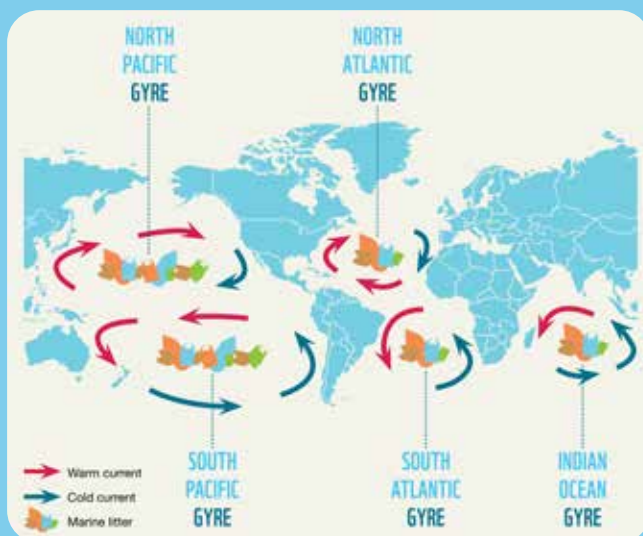 NORTH
PACIFIC
GYRE
NORTH
ATLANTIC
GYRE
SOUTH
PACIFIC
GYRE
SOUTH
ATLANTIC
GYRE
INDIAN
OCEAN
GYRE
Warm current
Cold current
Marine litter